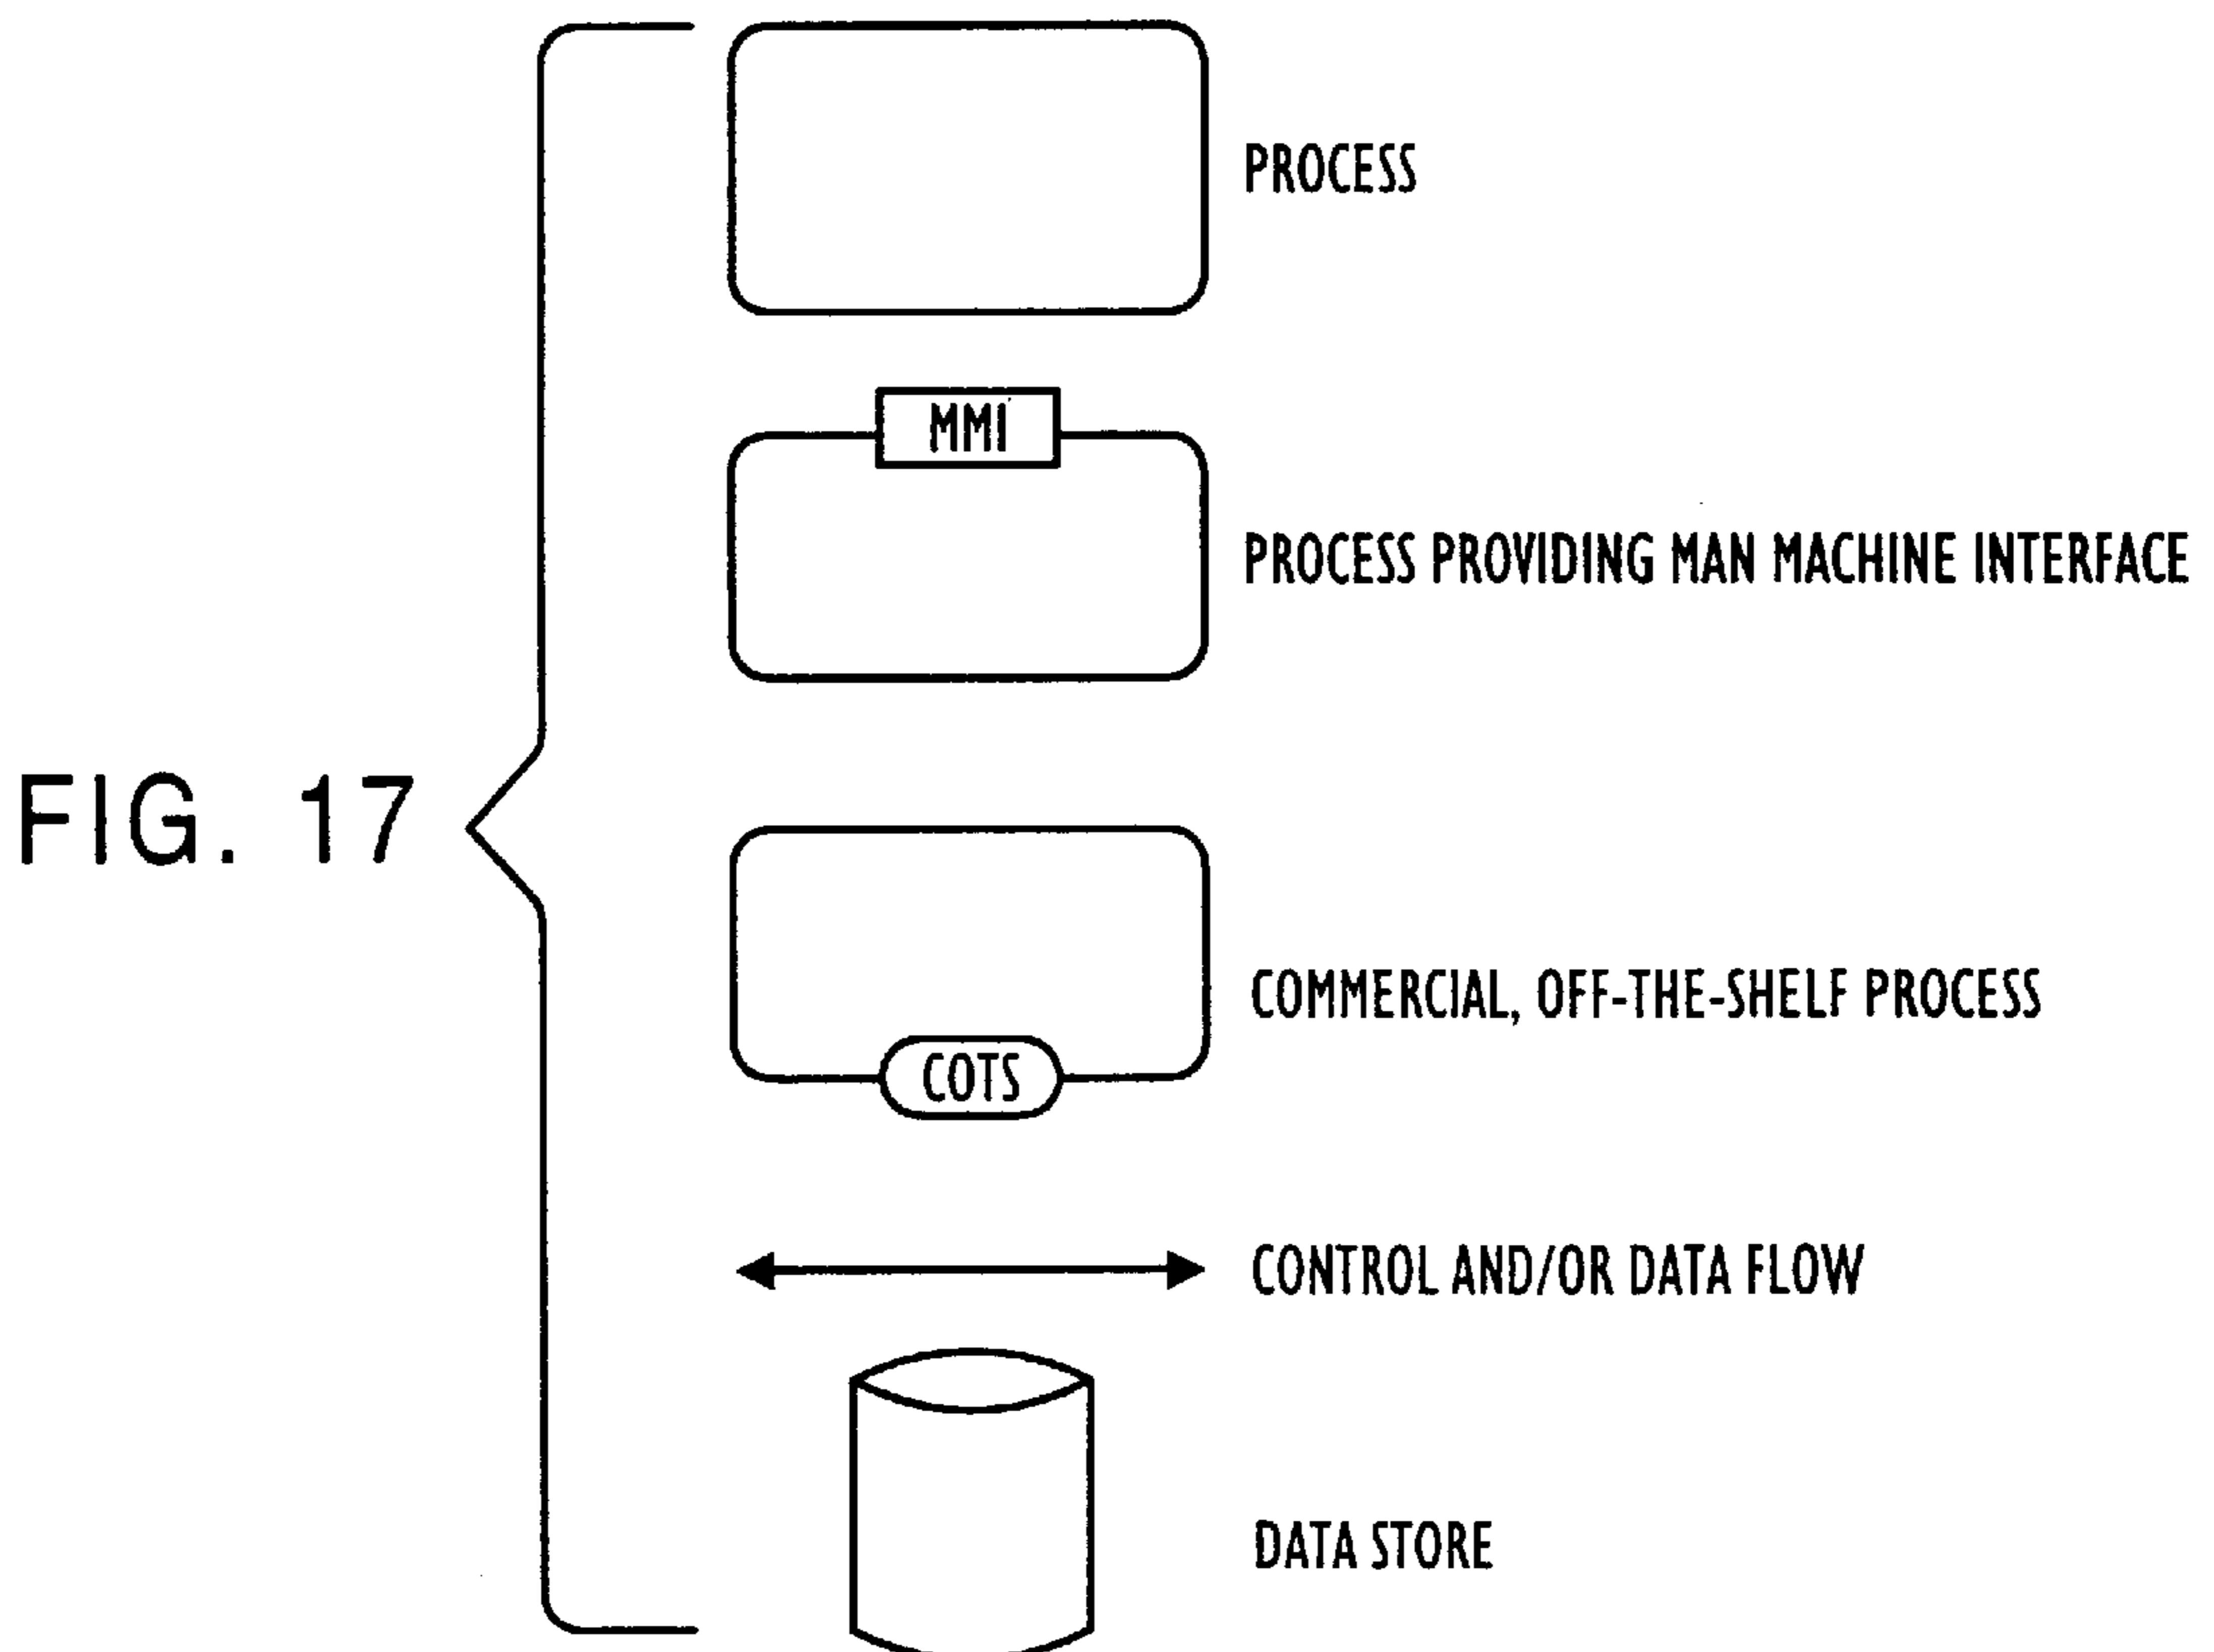 PROCESS
MMI
PROCESS PROVIDING MAN MACHINE INTERFACE
FIG. 17
COMMERCIAL, OFF-THE-SHELF PROCESS
COTS
CONTROL AND/OR DATA FLOW
DATA STORE